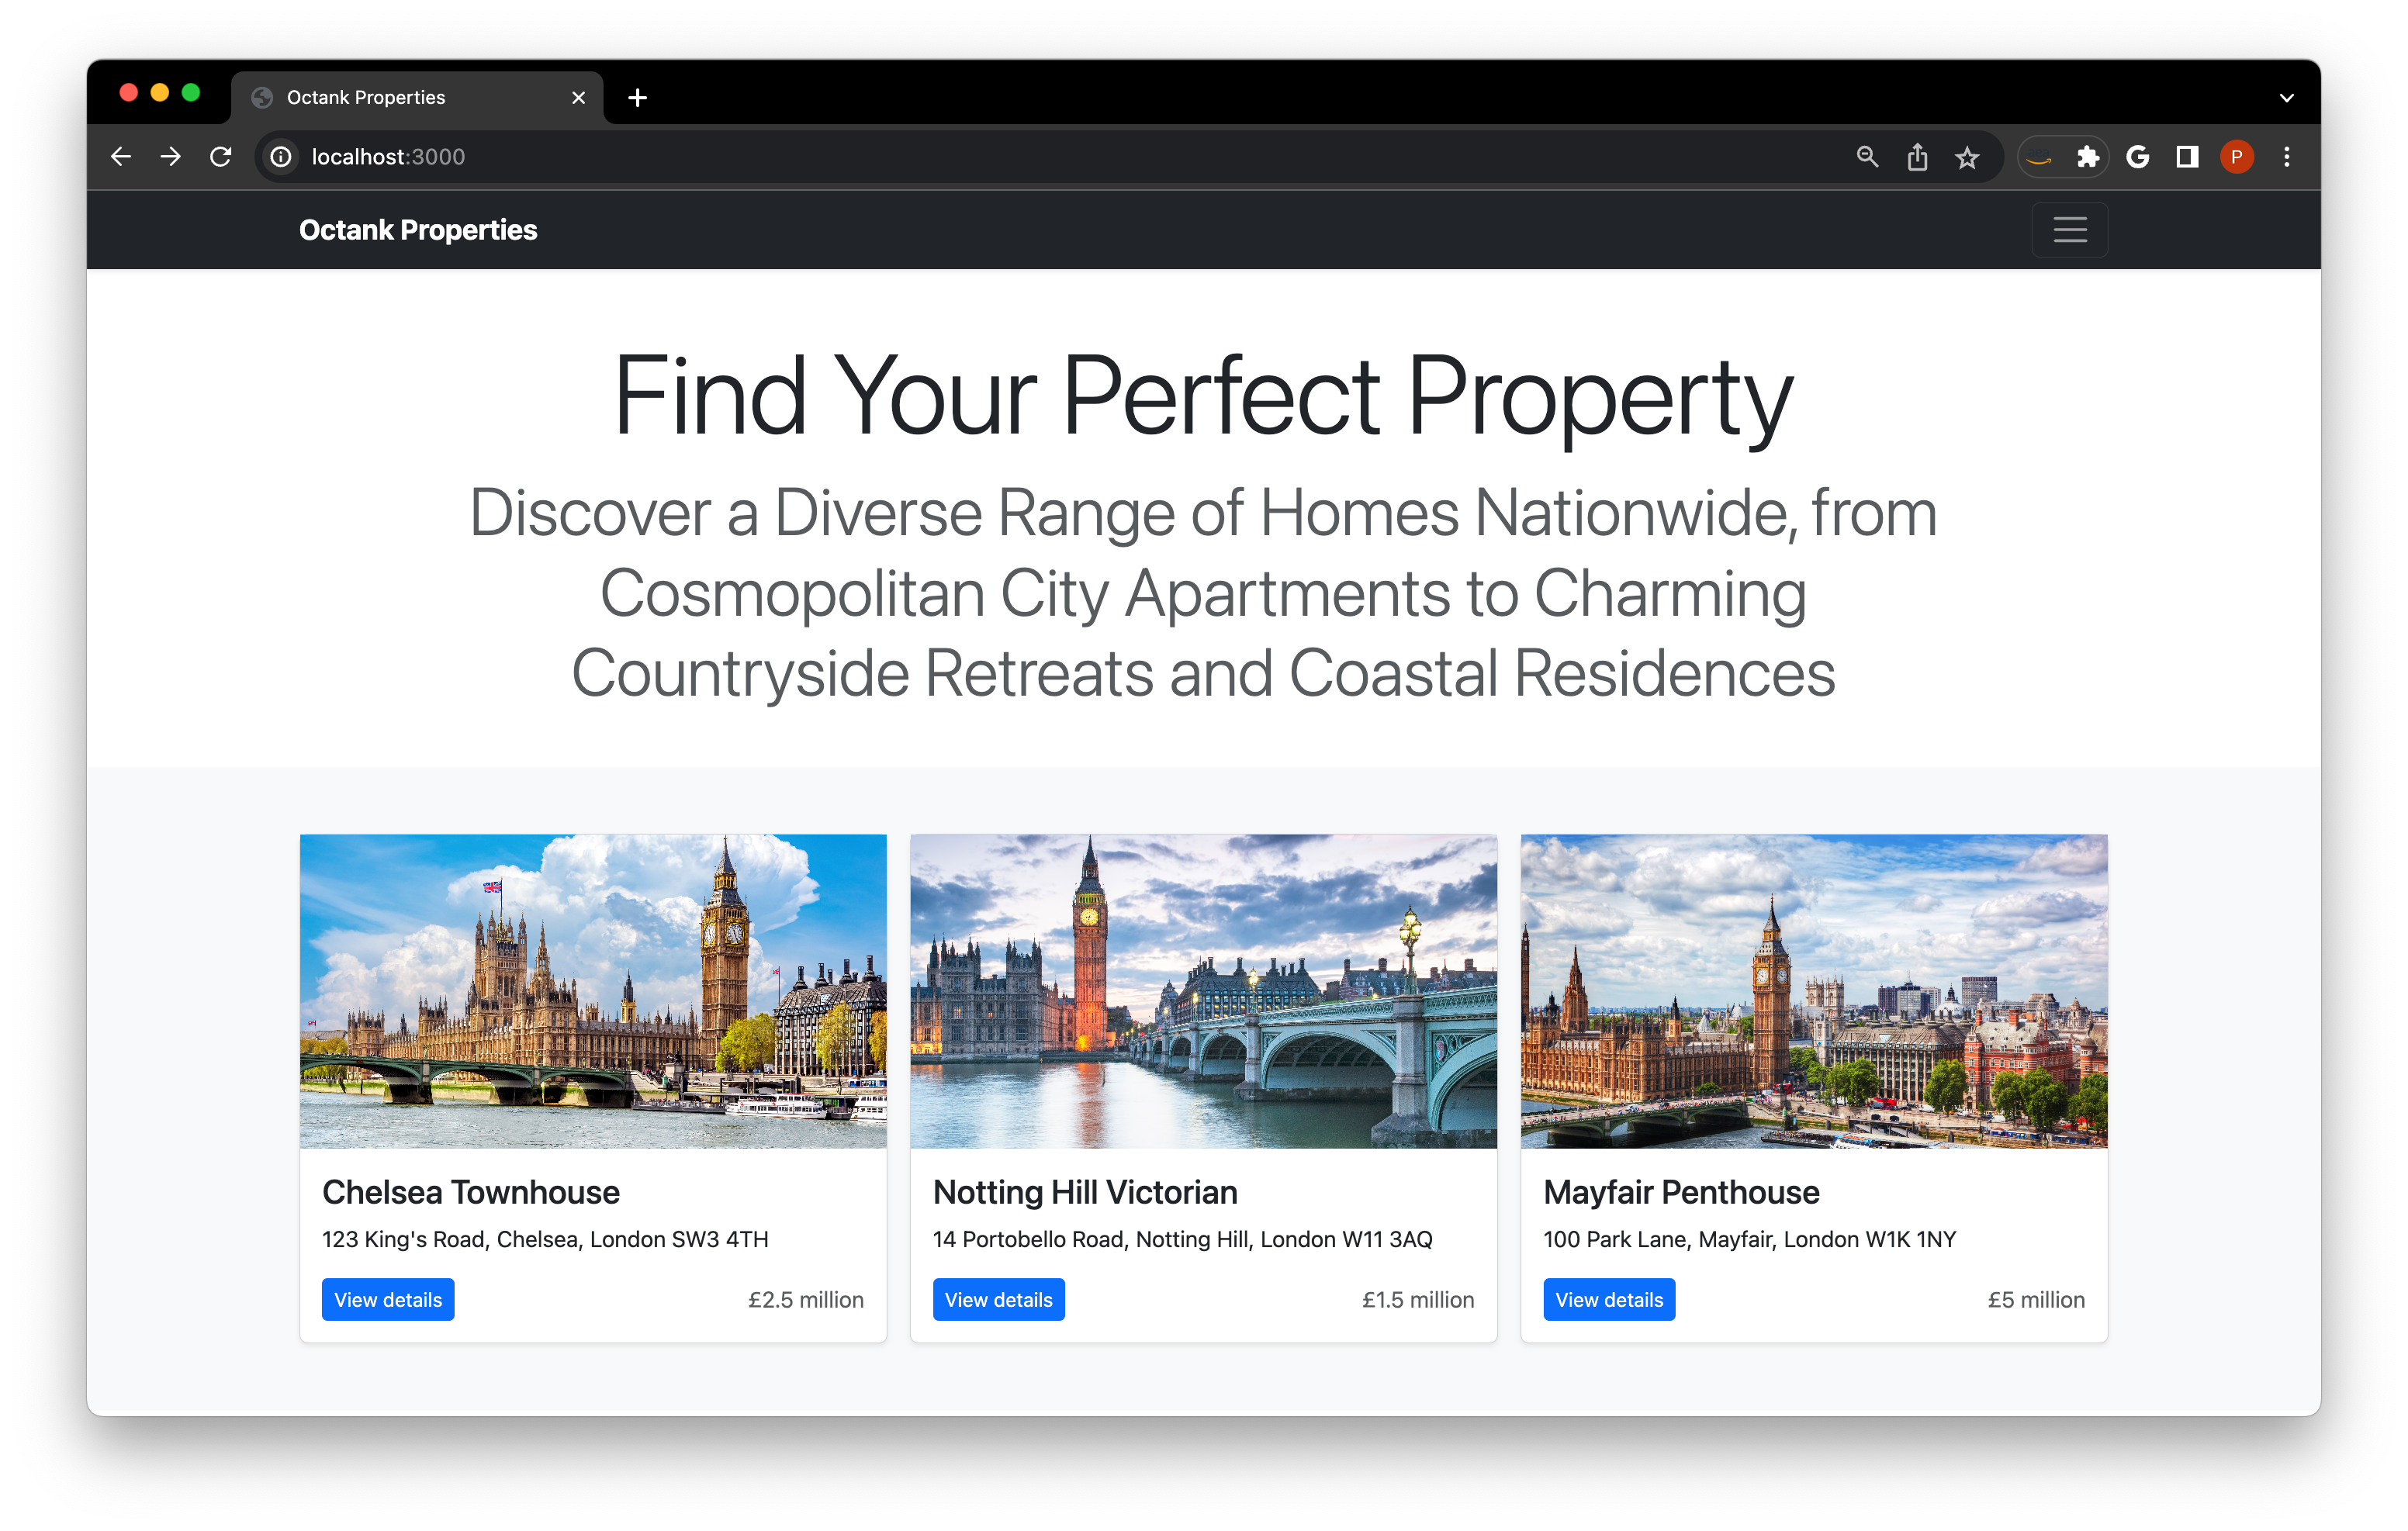 Octank Properties
localhost:3000
P
Octank Properties
Find Your Perfect Property
Discover a Diverse Range of Homes Nationwide, from
Cosmopolitan City Apartments to Charming
Countryside Retreats and Coastal Residences
Chelsea Townhouse
123 King's Road, Chelsea, London SW3 4TH
View details
£2.5 million
Notting Hill Victorian
14 Portobello Road, Notting Hill, London W11 3AQ
View details
£1.5 million
Mayfair Penthouse
100 Park Lane, Mayfair, London W1K 1NY
View details
£5 million